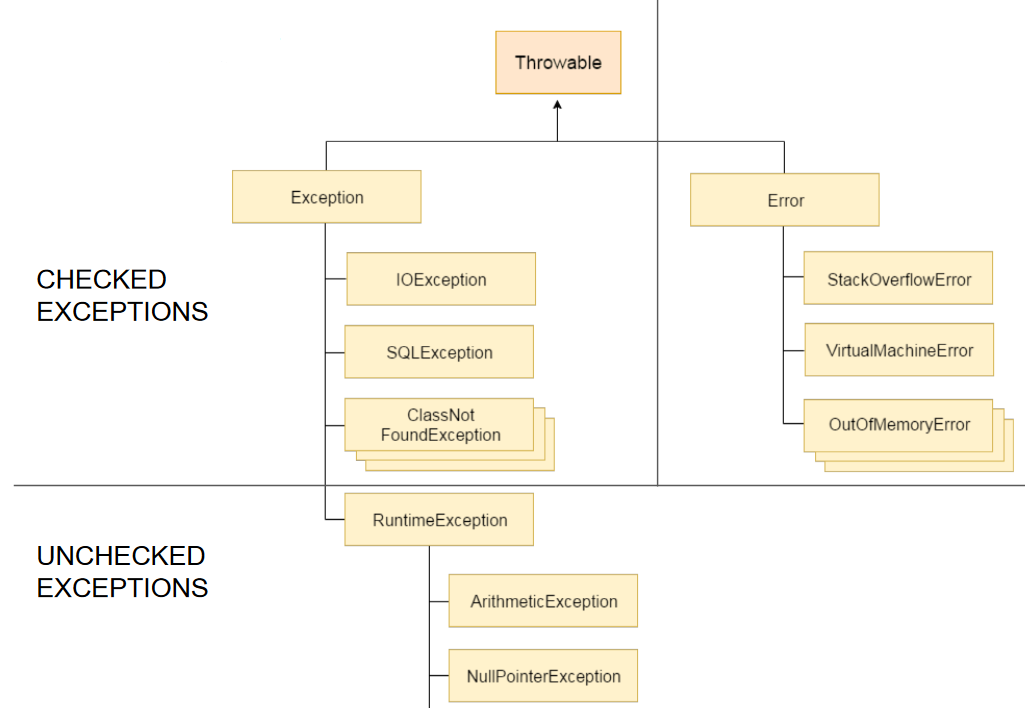 Throwable
Exception
Error
CHECKED
EXCEPTIONS
IOException
SQLException
ClassNot
FoundException
StackOverflowError
VirtualMachineError
OutOfMemoryError
UNCHECKED
EXCEPTIONS
RuntimeException
ArithmeticException
NullPointerException